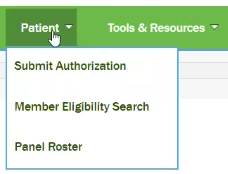 Patient Tools & Resources
Submit Authorization
Member Eligibility Search
Panel Roster